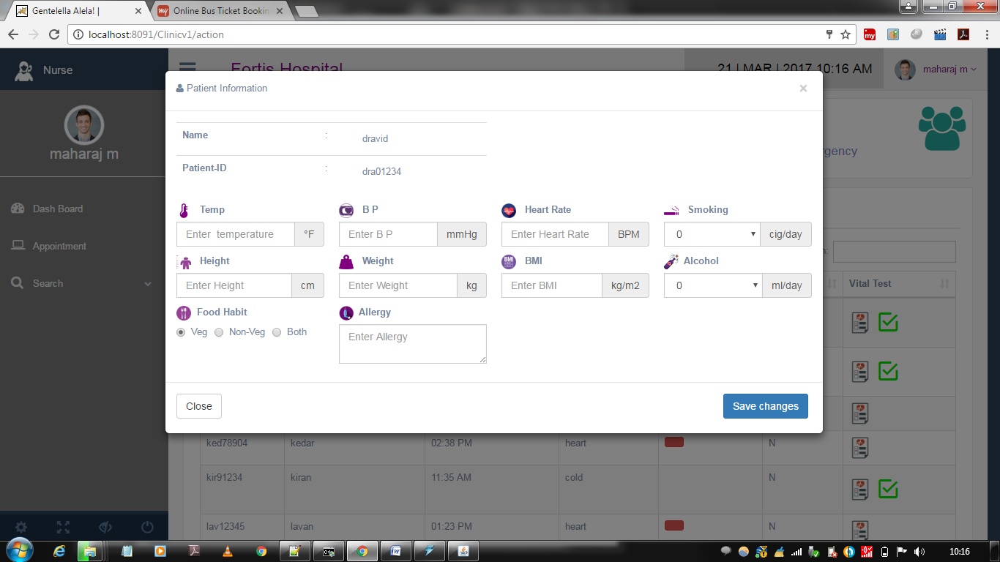 Gentelella Alela! |
Online Bus Ticket Bookin
localhost:8091/Clinicv1/action
Nurse
Fortis Hospital
21 | MAR | 2017 10:16 AM
maharaj m
maharaj m
Dash Board
Appointment
Search
Patient Information
×
Name : dravid
Patient-ID : dra01234
Temp
B P
Heart Rate
Smoking
Enter temperature °F
Enter B P mmHg
Enter Heart Rate BPM
0 cig/day
Height
Weight
BMI
Alcohol
Enter Height cm
Enter Weight kg
Enter BMI kg/m2
0 ml/day
Food Habit
Allergy
Veg Non-Veg Both
Enter Allergy
Close
Save changes
rgency
Vital Test
ked78904 kedar 02:38 PM heart N
kir91234 kiran 11:35 AM cold N
lav12345 lavan 01:23 PM heart N
10:16